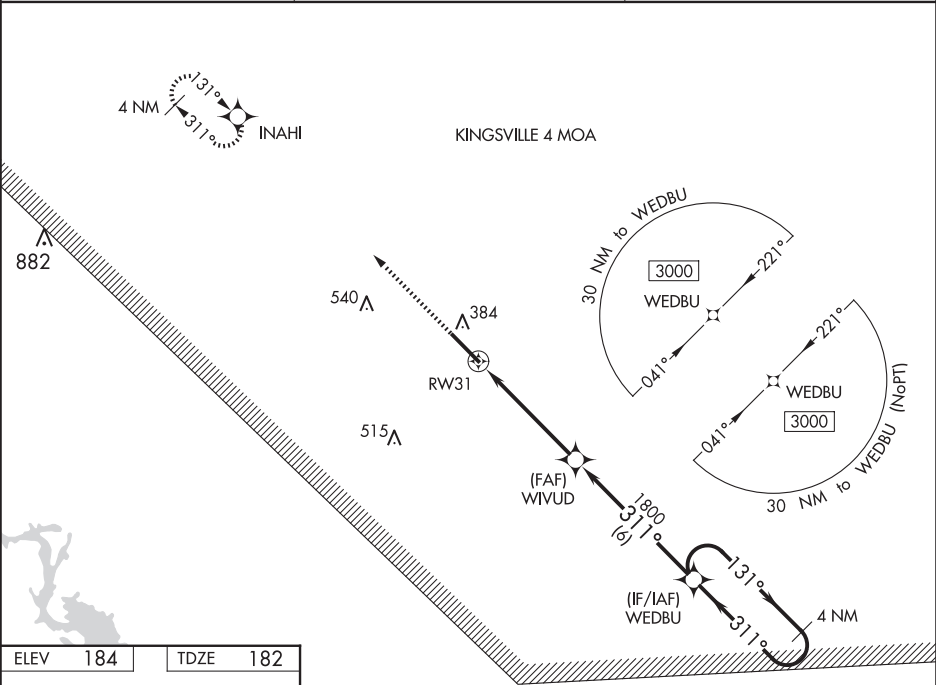 131°
4 NM
311°
INAHI
KINGSVILLE 4 MOA
882
540
384
RW31
515
30 NM to WEDBU
3000
WEDBU
221°
041°
221°
WEDBU
3000
041°
30 NM to WEDBU (NoPT)
(FAF)
WIVUD
1800
311°
(6)
(IF/IAF)
WEDBU
131°
4 NM
311°
ELEV 184
TDZE 182